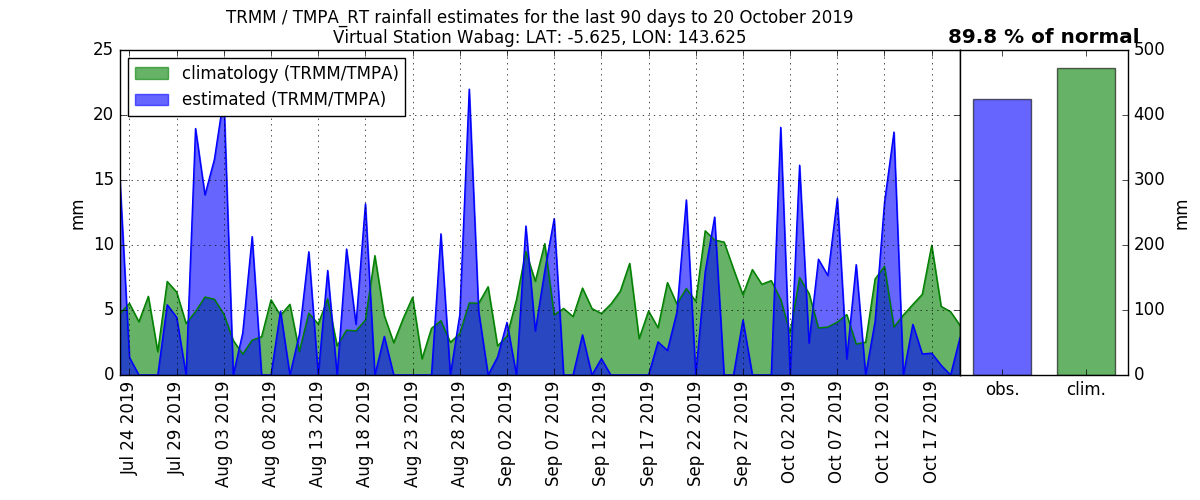 TRMM / TMPA_RT rainfall estimates for the last 90 days to 20 October 2019
Virtual Station Wabag: LAT: -5.625, LON: 143.625
89.8 % of normal
climatology (TRMM/TMPA)
estimated (TRMM/TMPA)
25
20
15
10
5
0
mm
500
400
300
200
100
0
mm
Jul 24 2019
Jul 29 2019
Aug 03 2019
Aug 08 2019
Aug 13 2019
Aug 18 2019
Aug 23 2019
Aug 28 2019
Sep 02 2019
Sep 07 2019
Sep 12 2019
Sep 17 2019
Sep 22 2019
Sep 27 2019
Oct 02 2019
Oct 07 2019
Oct 12 2019
Oct 17 2019
obs.
clim.